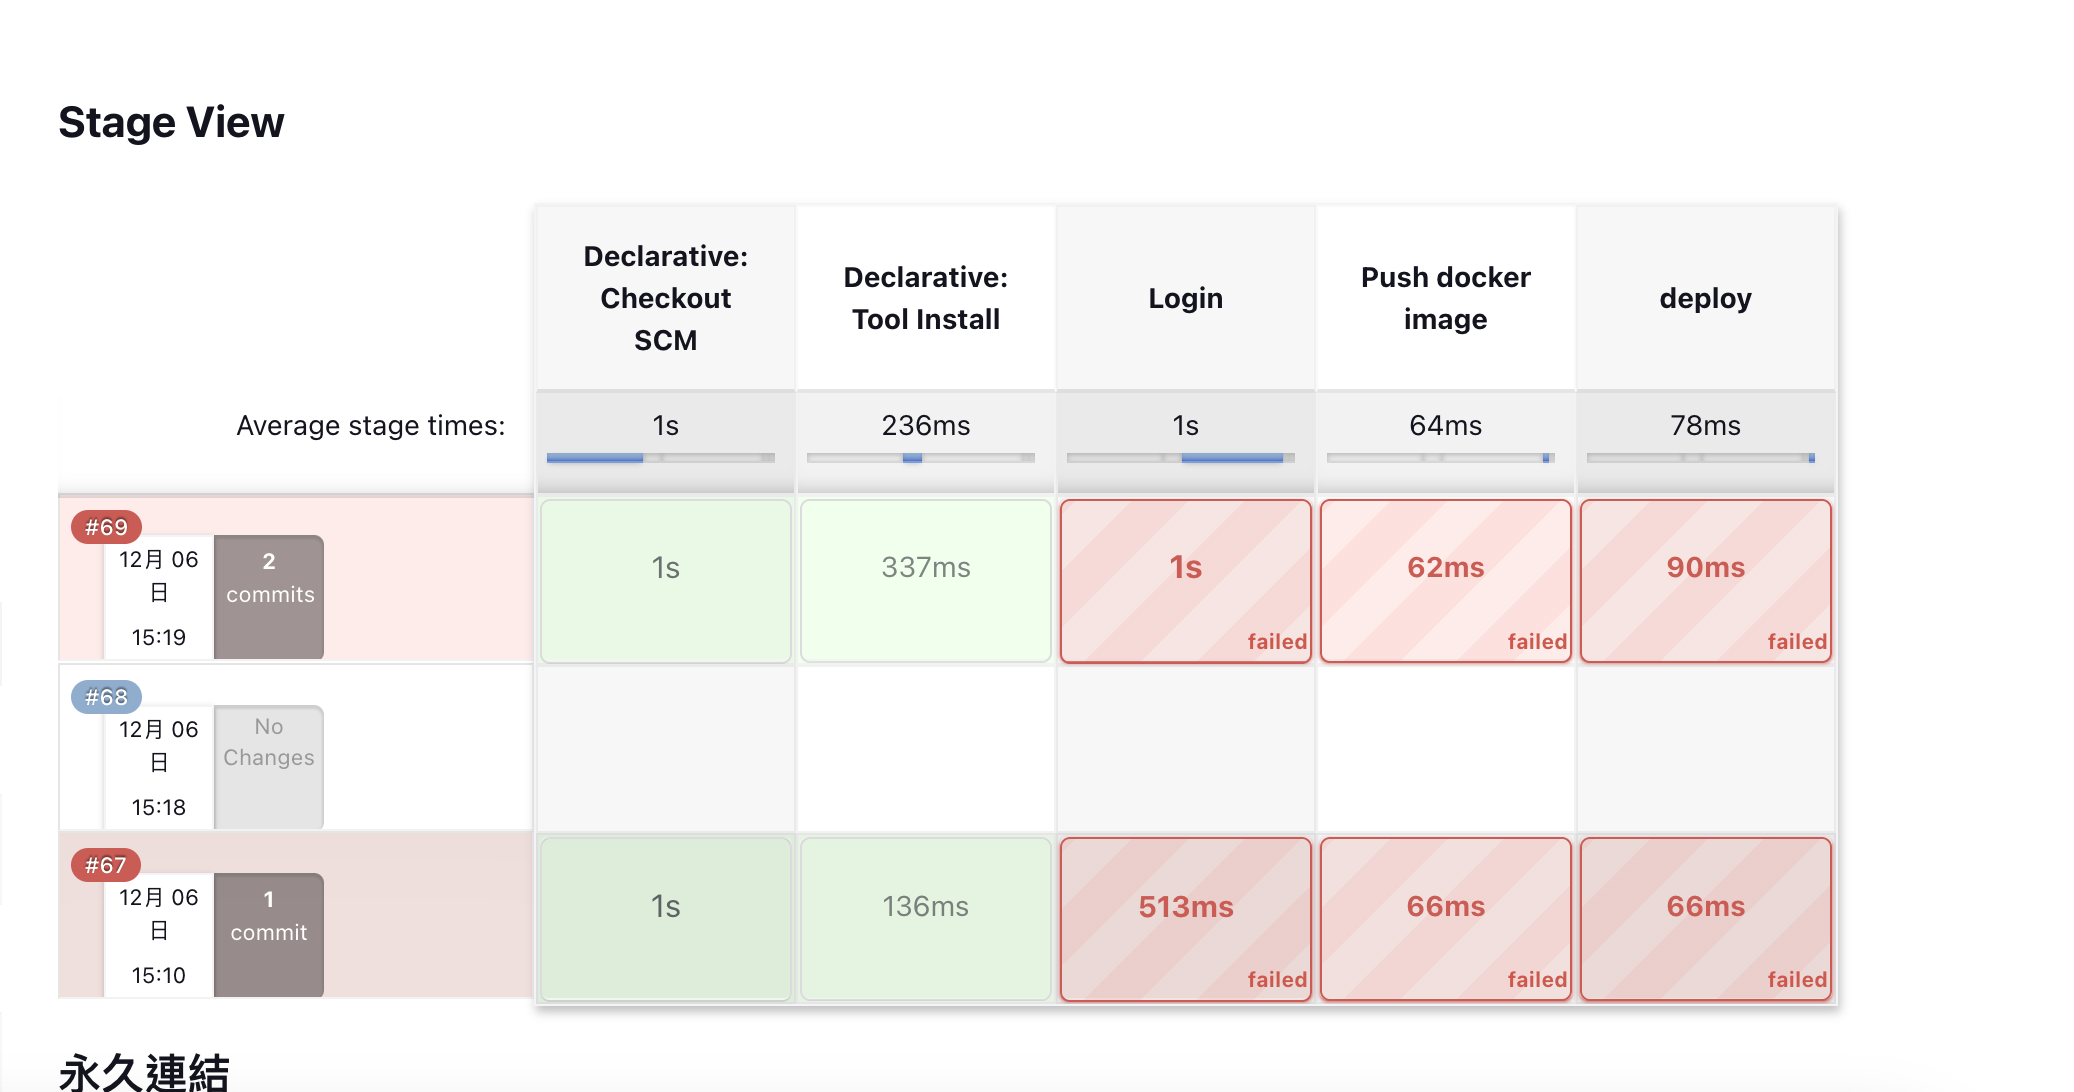 Stage View
Declarative:
Checkout
SCM
Declarative:
Tool Install
Login
Push docker
image
deploy
Average stage times:
1s
236ms
1s
64ms
78ms
#69
12月 06
日
15:19
2
commits
1s
337ms
1s
failed
62ms
failed
90ms
failed
#68
12月 06
日
15:18
No
Changes
#67
12月 06
日
15:10
1
commit
1s
136ms
513ms
failed
66ms
failed
66ms
failed
永久連結